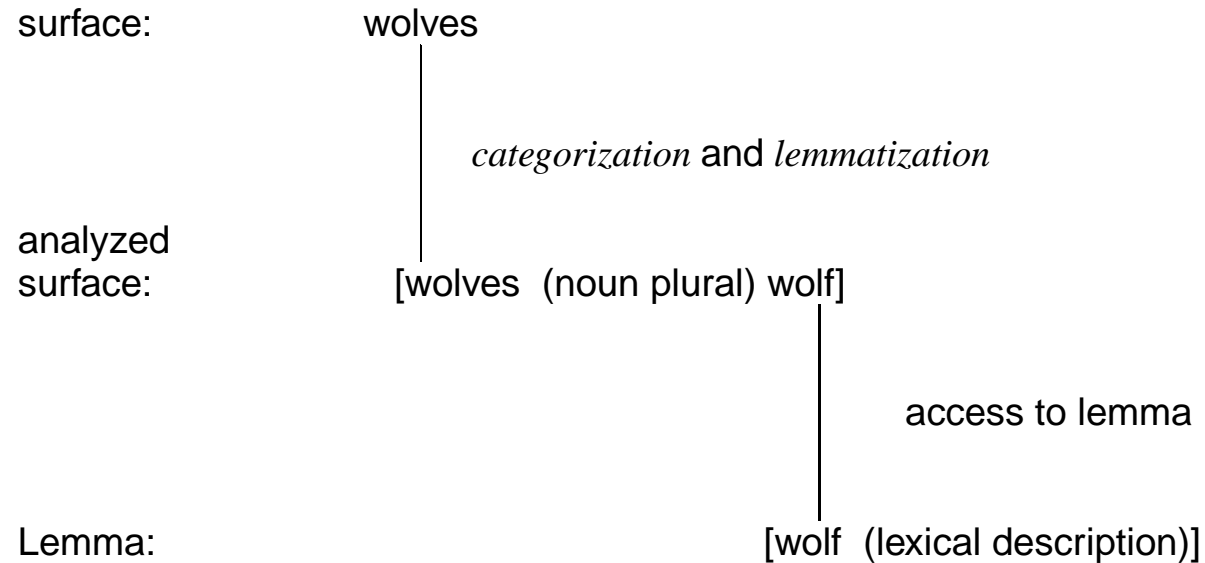 surface: wolves
categorization and lemmatization
analyzed
surface: [wolves (noun plural) wolf]
access to lemma
Lemma: [wolf (lexical description)]